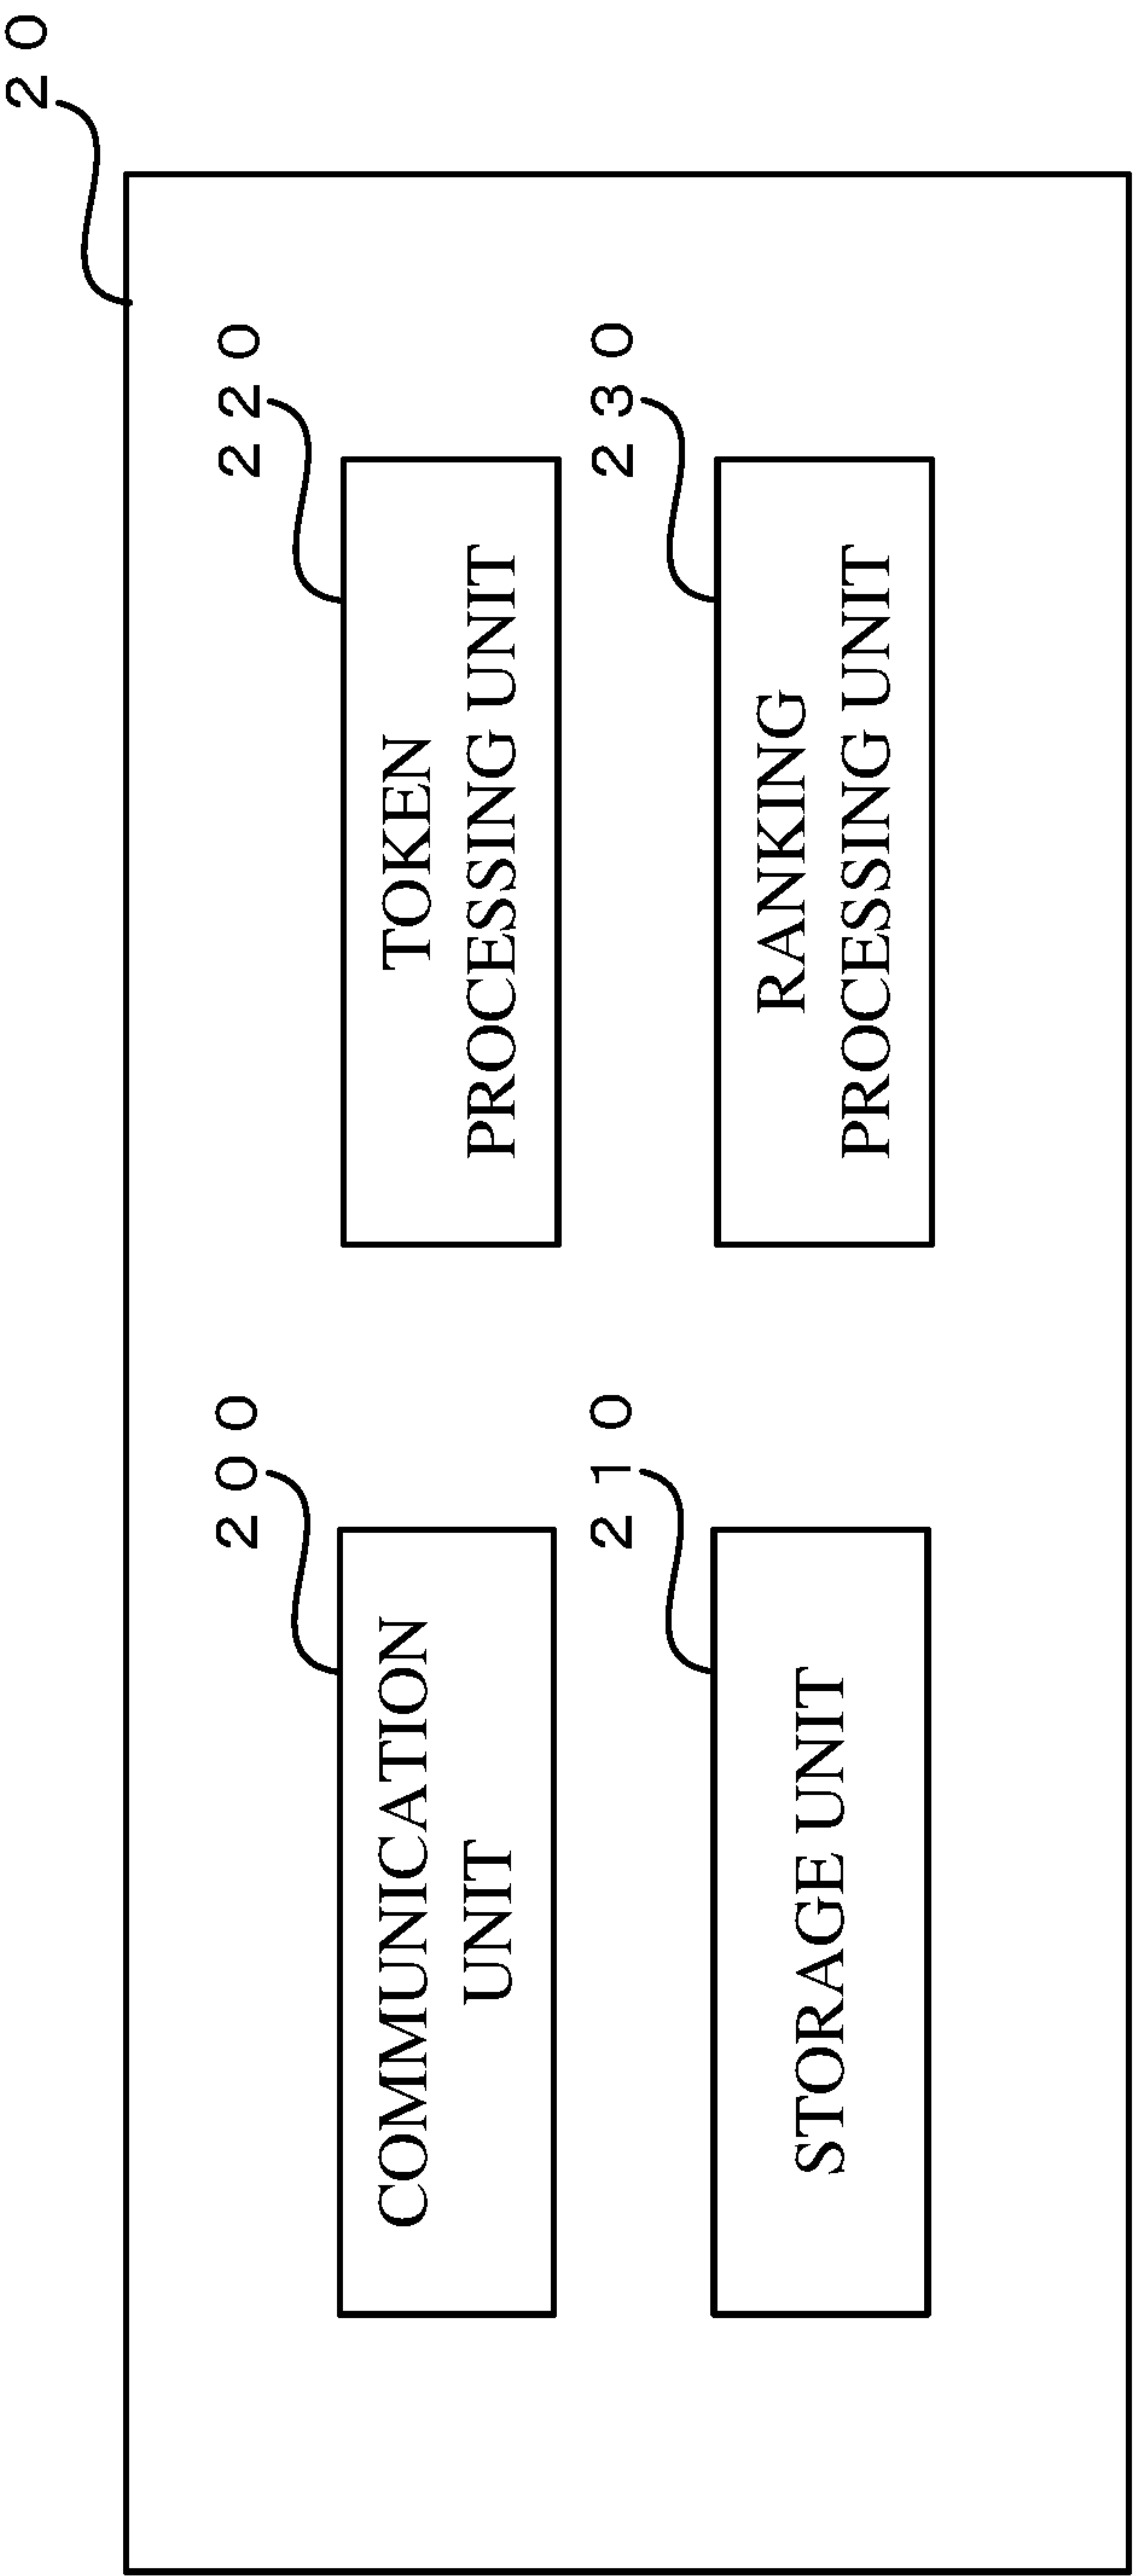 20
200
COMMUNICATION
UNIT
220
TOKEN
PROCESSING UNIT
210
STORAGE UNIT
230
RANKING
PROCESSING UNIT